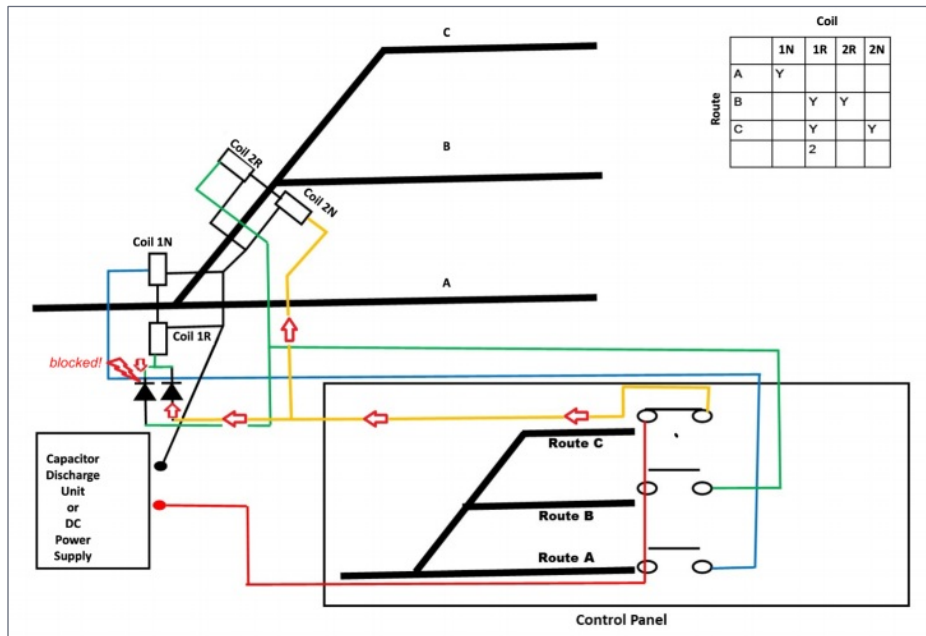 C
Coil
1N 1R 2R 2N
A Y
B Y Y
C Y Y
2
Route
B
Coil 2R
Coil 2N
Coil 1N
A
Coil 1R
blocked!
Capacitor
Discharge
Unit
or
DC
Power
Supply
Route C
Route B
Route A
Control Panel